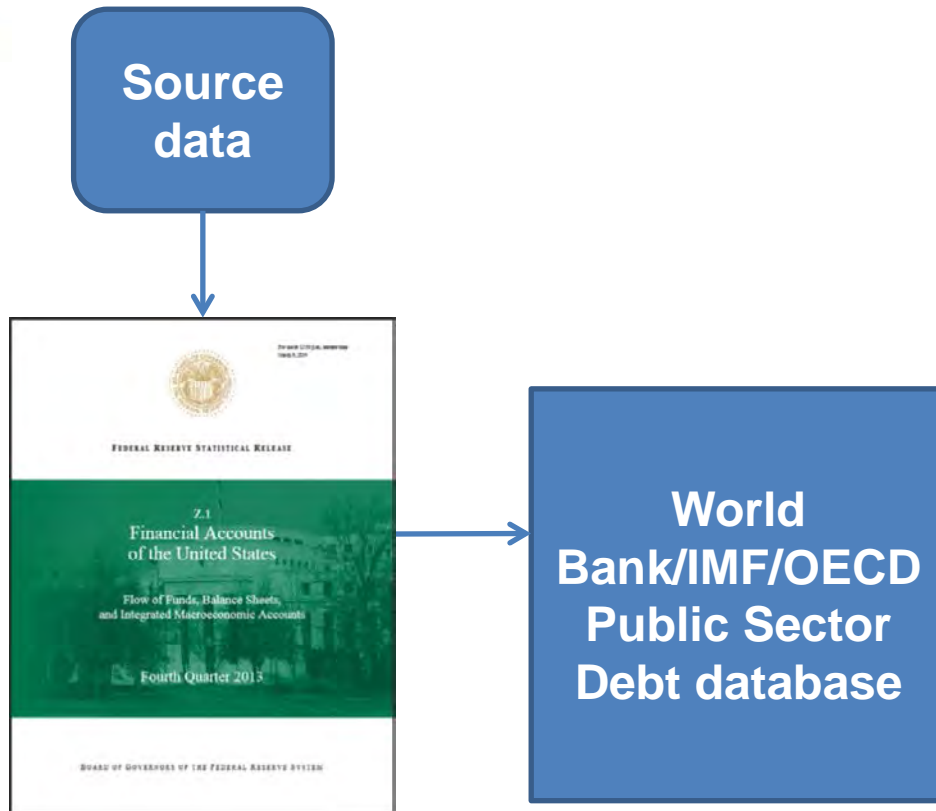 Source
data
FEDERAL RESERVE STATISTICAL RELEASE
Z.1
Financial Accounts
of the United States
Flow of Funds, Balance Sheets,
and Integrated Macroeconomic Accounts
Fourth Quarter 2013
BOARD OF GOVERNORS OF THE FEDERAL RESERVE SYSTEM
World
Bank/IMF/OECD
Public Sector
Debt database